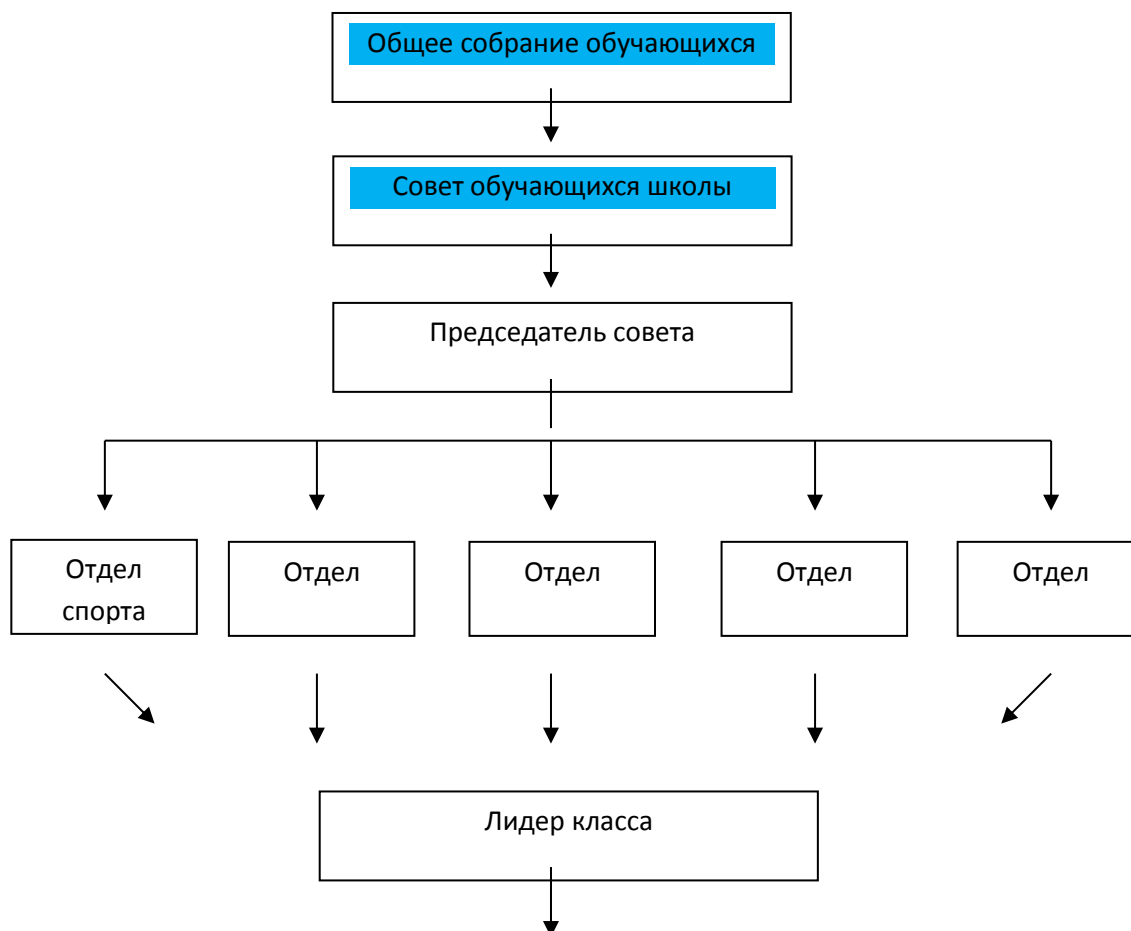 Общее собрание обучающихся
Совет обучающихся школы
Председатель совета
Отдел
спорта
Отдел
Отдел
Отдел
Отдел
Лидер класса